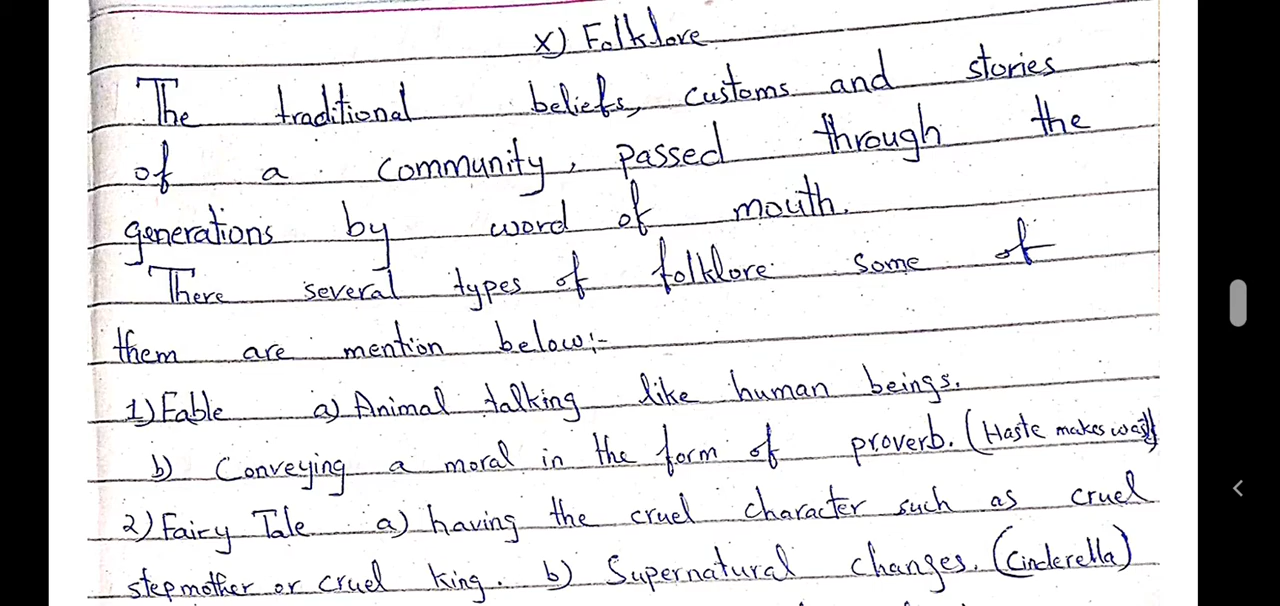 x) Folklore
The traditional beliefs, customs and stories
of a community, passed through the
generations by word of mouth.
There several types of folklore. some of
them are mention below:-
1) Fable a) Animal talking like human beings.
b) Conveying a moral in the form of proverb. (Haste makes waste)
2) Fairy Tale a) having the cruel character such as cruel
stepmother or cruel king. b) Supernatural changes. (Cinderella)